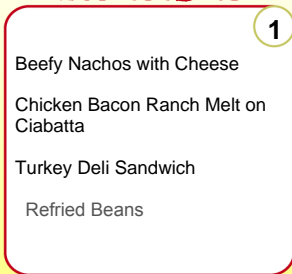 1
Beefy Nachos with Cheese
Chicken Bacon Ranch Melt on
Ciabatta
Turkey Deli Sandwich
Refried Beans